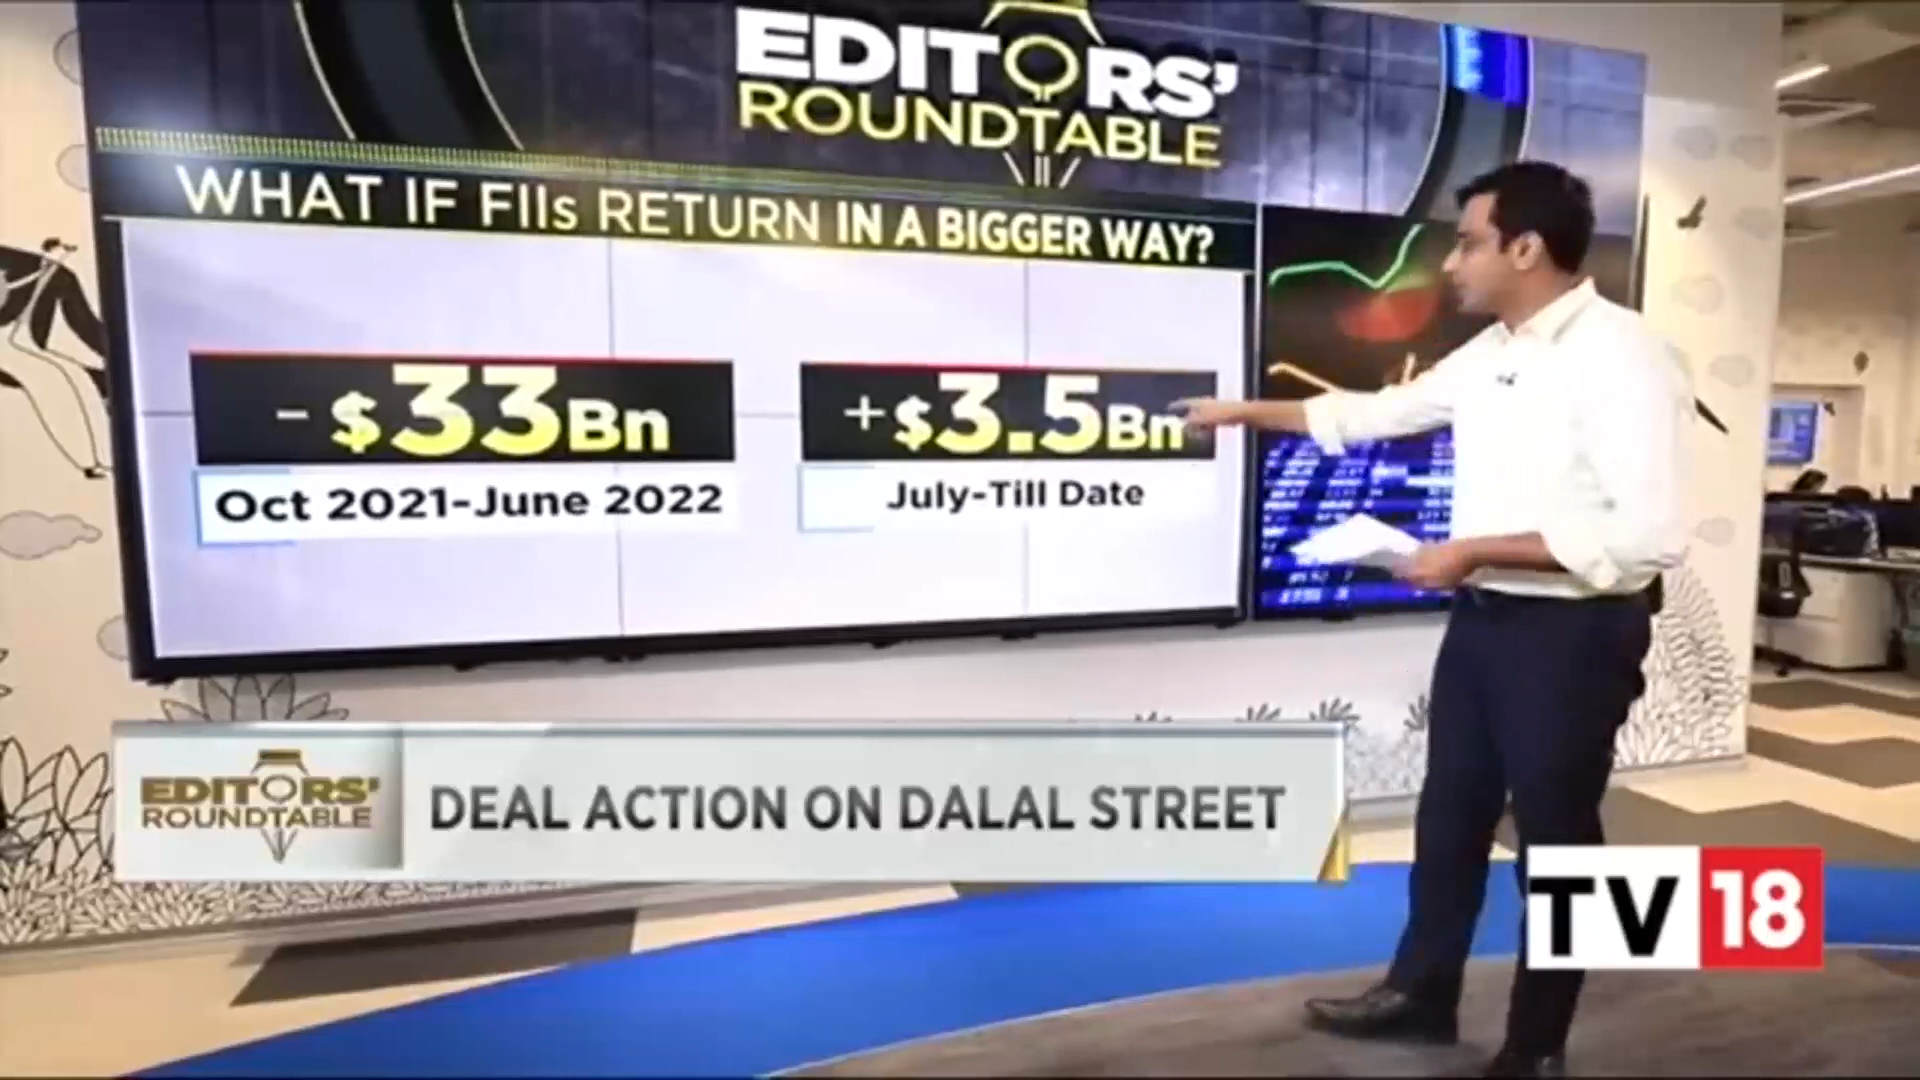 EDITORS'
ROUNDTABLE
WHAT IF FIIs RETURN IN A BIGGER WAY?
- $33Bn
+$3.5Bn
Oct 2021-June 2022
July-Till Date
EDITORS'
ROUNDTABLE
DEAL ACTION ON DALAL STREET
TV18